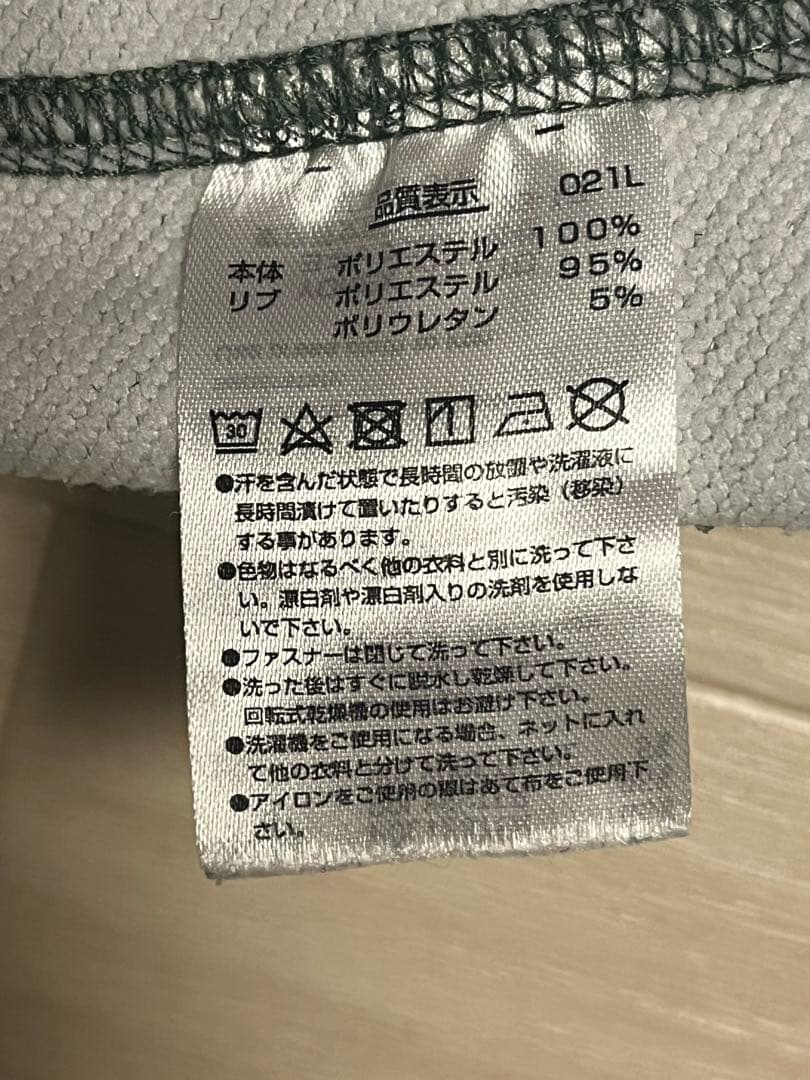 品質表示 021L
本体 ポリエステル 100%
リブ ポリエステル 95%
ポリウレタン 5%
30
●汗を含んだ状態で長時間の放置や洗濯液に
長時間漬けて置いたりすると汚染(移染)
する事があります。
●色物はなるべく他の衣料と別に洗って下さ
い。漂白剤や漂白剤入りの洗剤を使用しな
いで下さい。
●ファスナーは閉じて洗って下さい。
●洗った後はすぐに脱水し乾燥して下さい。
回転式乾燥機の使用はお避け下さい。
●洗濯機をご使用になる場合、ネットに入れ
て他の衣料と分けて洗って下さい。
●アイロンをご使用の際はあて布をご使用下
さい。